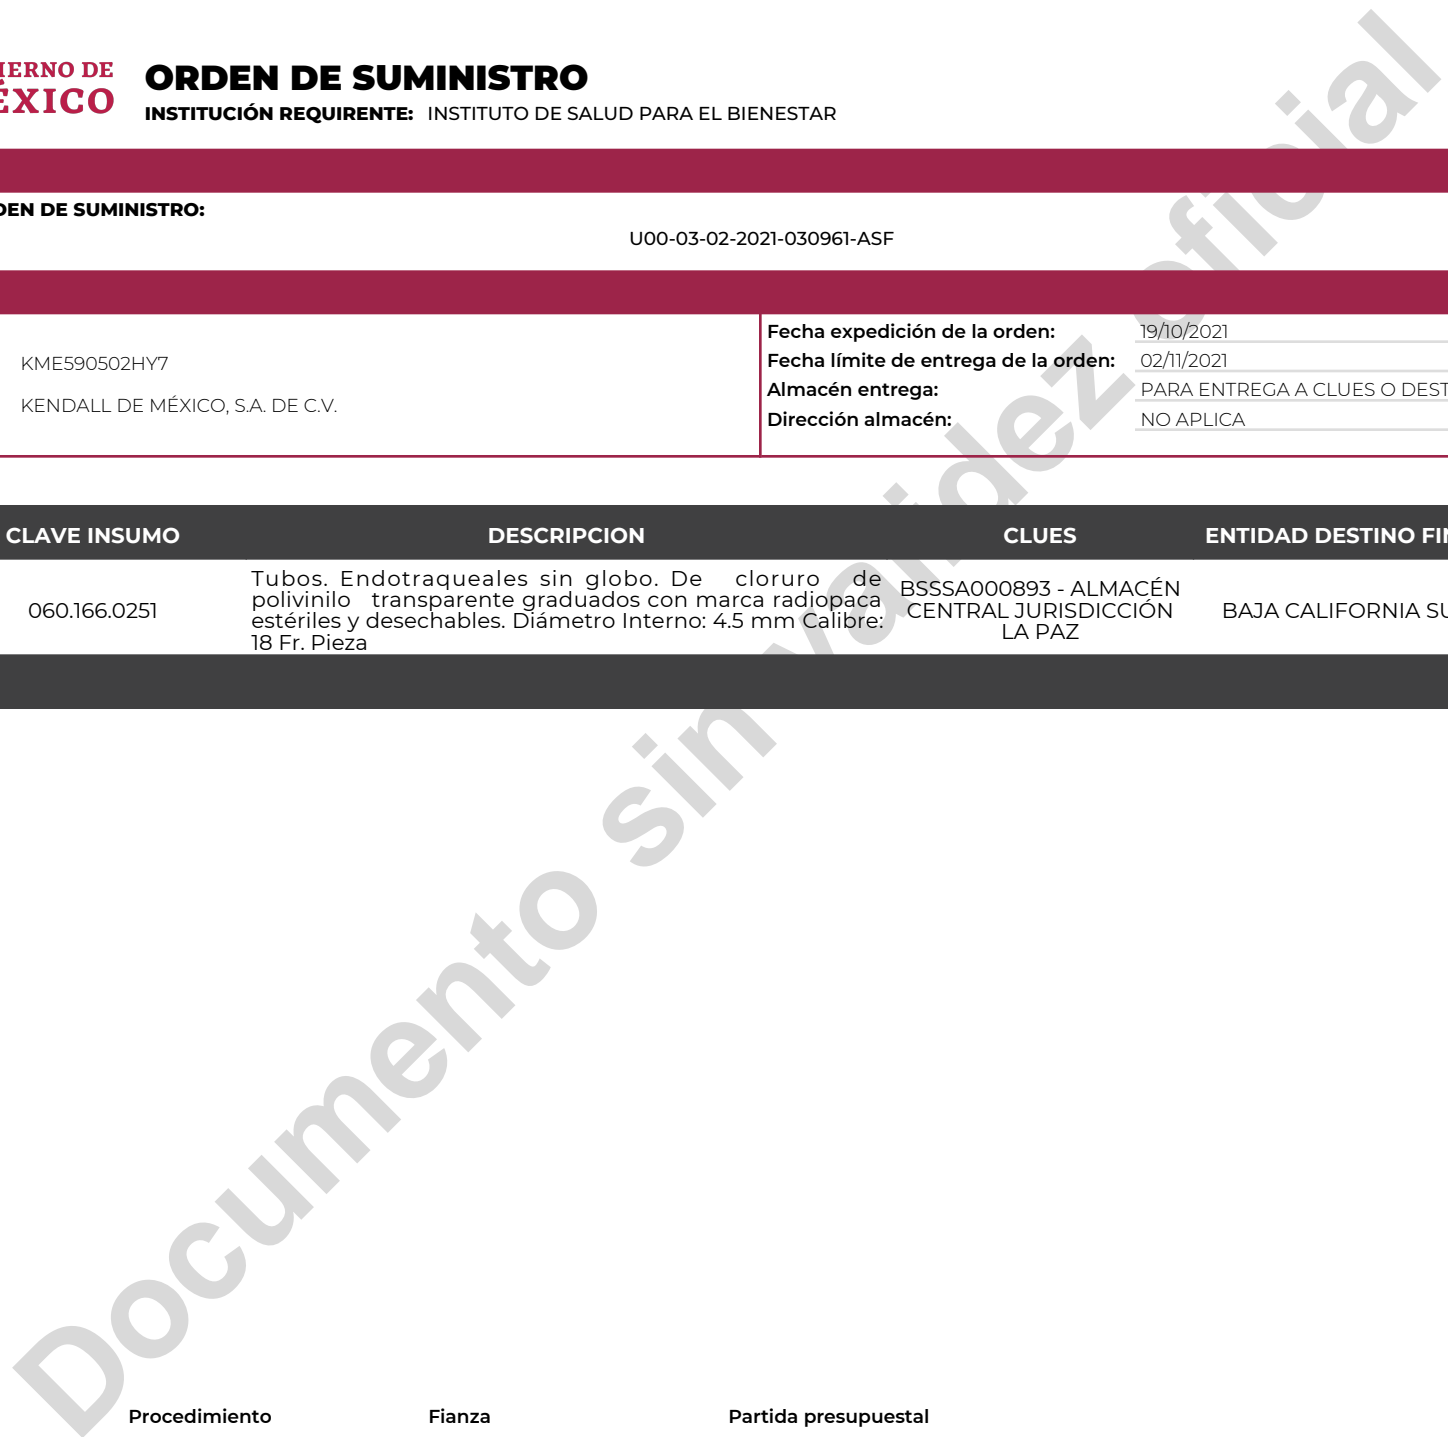 IERNO DE
ÉXICO
ORDEN DE SUMINISTRO
INSTITUCIÓN REQUIRENTE: INSTITUTO DE SALUD PARA EL BIENESTAR
DEN DE SUMINISTRO:
U00-03-02-2021-030961-ASF
KME590502HY7
KENDALL DE MÉXICO, S.A. DE C.V.
Fecha expedición de la orden: 19/10/2021
Fecha límite de entrega de la orden: 02/11/2021
Almacén entrega: PARA ENTREGA A CLUES O DEST
Dirección almacén: NO APLICA
CLAVE INSUMO DESCRIPCION CLUES ENTIDAD DESTINO FIN
060.166.0251
Tubos. Endotraqueales sin globo. De cloruro de
polivinilo transparente graduados con marca radiopaca
estériles y desechables. Diámetro Interno: 4.5 mm Calibre:
18 Fr. Pieza
BSSSA000893 - ALMACÉN
CENTRAL JURISDICCIÓN
LA PAZ
BAJA CALIFORNIA SU
Documento sin validez oficial
Procedimiento Fianza Partida presupuestal